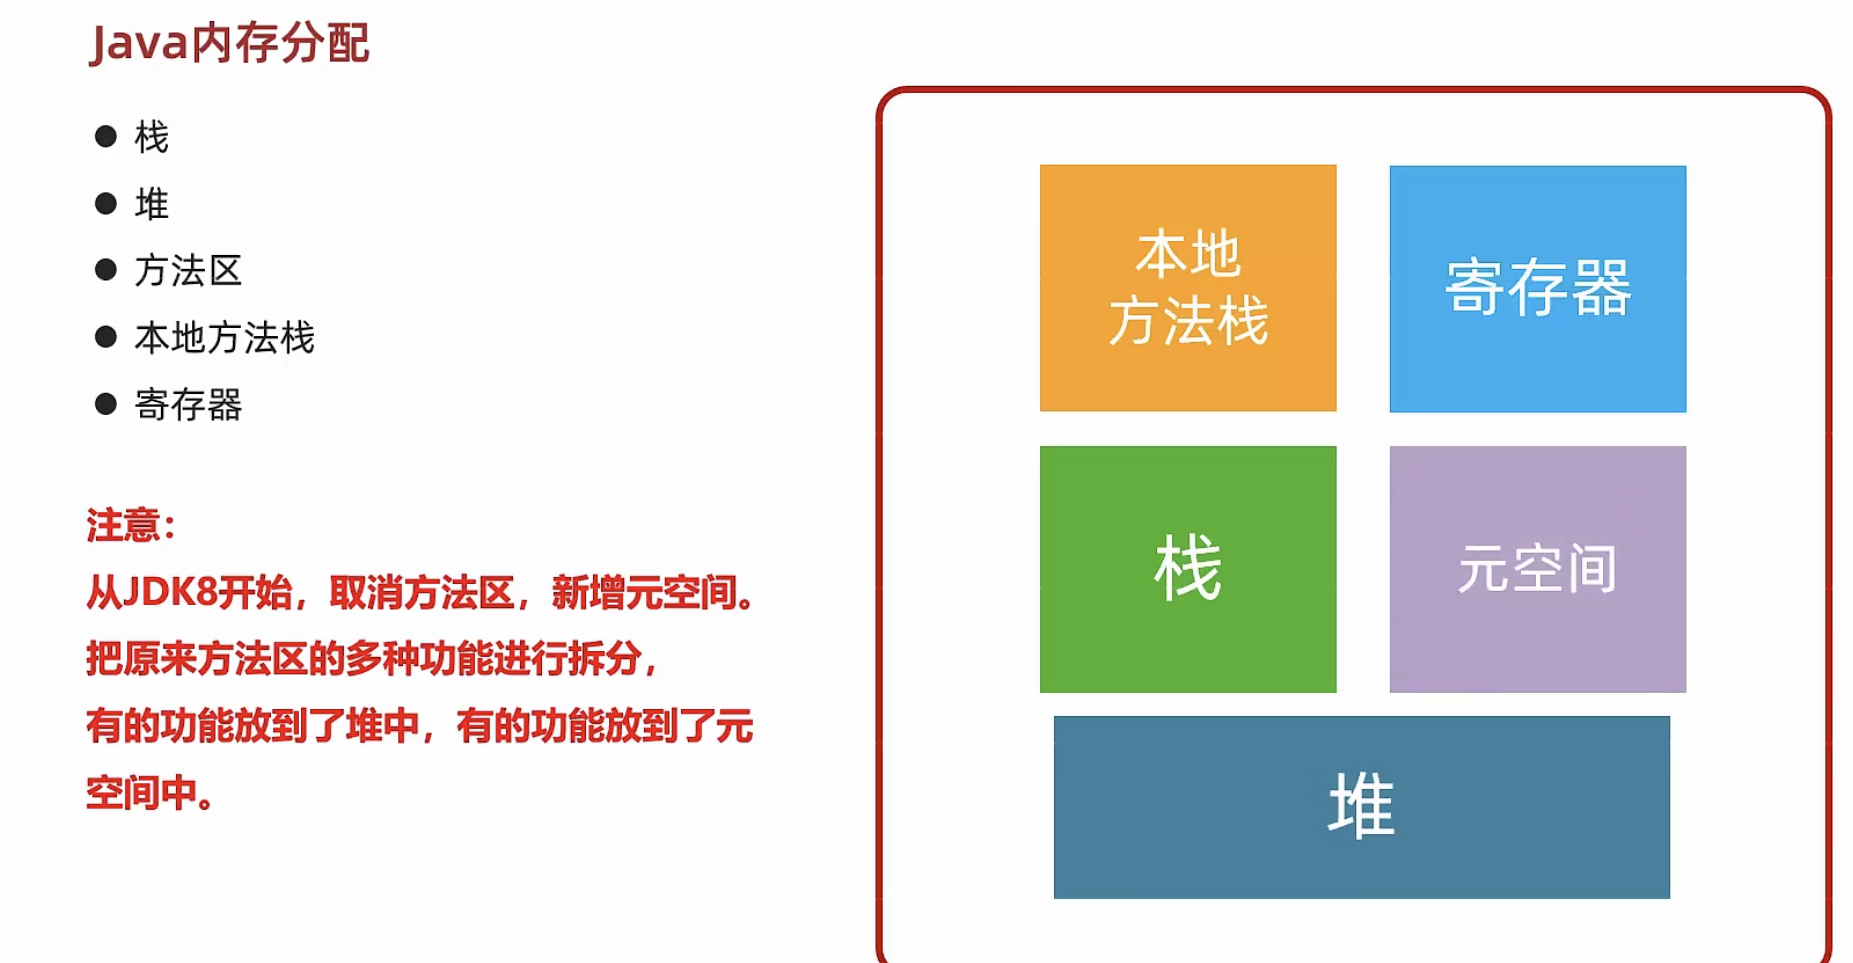 Java内存分配
栈
堆
方法区
本地方法栈
寄存器
注意：
从JDK8开始，取消方法区，新增元空间。
把原来方法区的多种功能进行拆分，
有的功能放到了堆中，有的功能放到了元
空间中。
本地
方法栈
寄存器
栈
元空间
堆